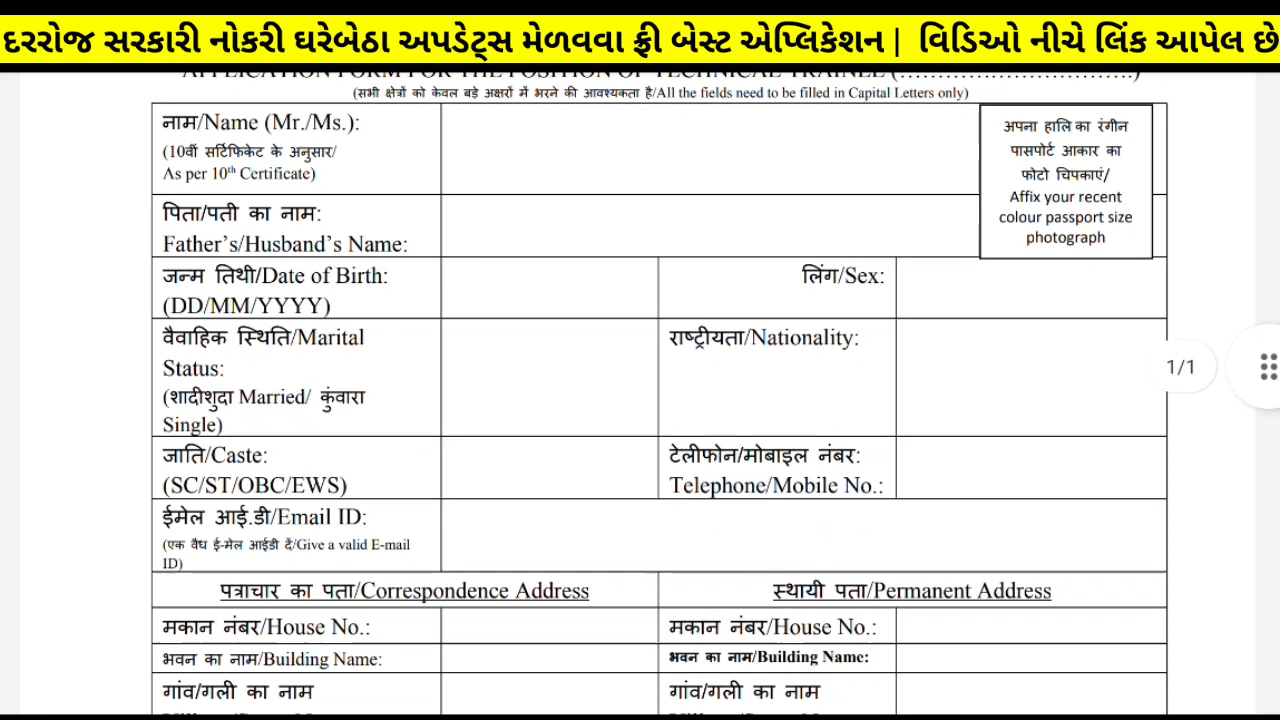 દરરોજ સરકારી નોકરી ઘરેબેઠા અપડેટ્સ મેળવવા ફ્રી બેસ્ટ એપ્લિકેશન | વિડિઓ નીચે લિંક આપેલ છે
APPLICATION FORM FOR THE POSITION OF TECHNICAL TRAINEE (................................)
(सभी क्षेत्रों को केवल बड़े अक्षरों में भरने की आवश्यकता है/All the fields need to be filled in Capital Letters only)
नाम/Name (Mr./Ms.):
(10वीं सर्टिफिकेट के अनुसार/
As per 10th Certificate)
अपना हालि का रंगीन
पासपोर्ट आकार का
फोटो चिपकाएं/
Affix your recent
colour passport size
photograph
पिता/पती का नाम:
Father's/Husband's Name:
जन्म तिथी/Date of Birth:
(DD/MM/YYYY)
लिंग/Sex:
वैवाहिक स्थिति/Marital
Status:
(शादीशुदा Married/ कुंवारा
Single)
राष्ट्रीयता/Nationality:
1/1
जाति/Caste:
(SC/ST/OBC/EWS)
टेलीफोन/मोबाइल नंबर:
Telephone/Mobile No.:
ईमेल आई.डी/Email ID:
(एक वैध ई-मेल आईडी दें/Give a valid E-mail
ID)
पत्राचार का पता/Correspondence Address
स्थायी पता/Permanent Address
मकान नंबर/House No.:
मकान नंबर/House No.:
भवन का नाम/Building Name:
भवन का नाम/Building Name:
गांव/गली का नाम
गांव/गली का नाम